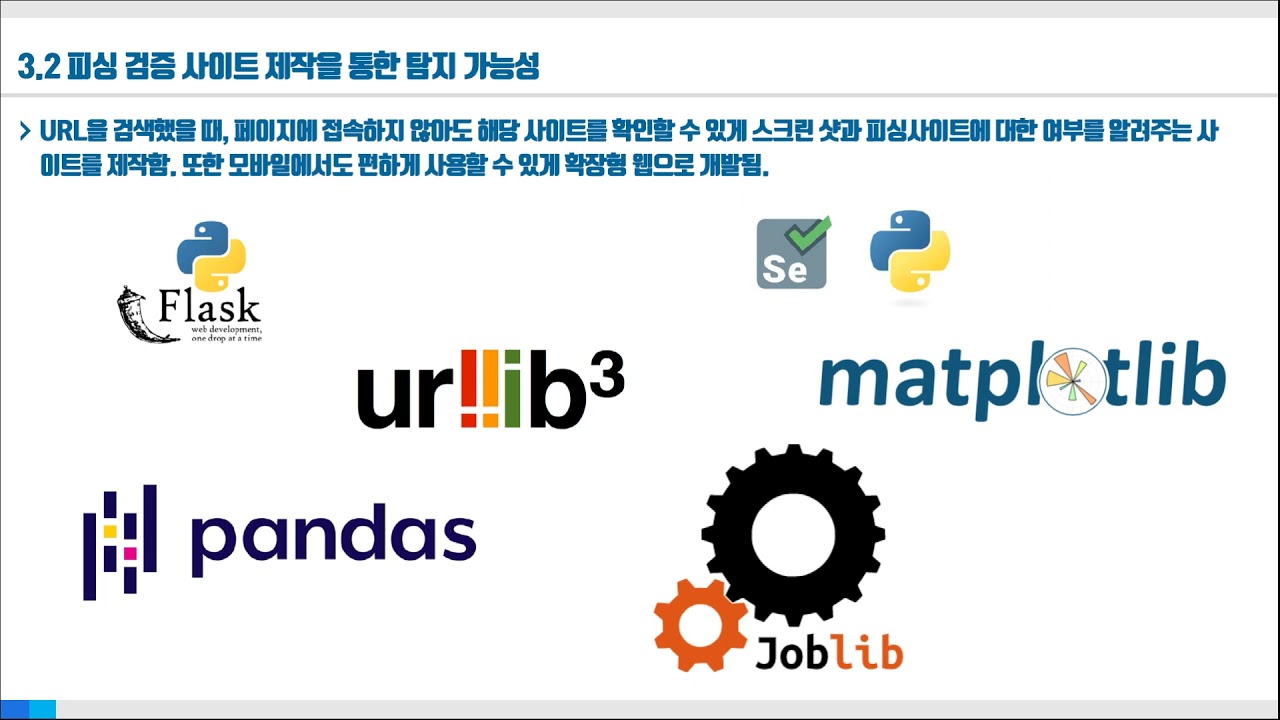 3.2 피싱 검증 사이트 제작을 통한 탐지 가능성
> URL을 검색했을 때, 페이지에 접속하지 않아도 해당 사이트를 확인할 수 있게 스크린 샷과 피싱사이트에 대한 여부를 알려주는 사
이트를 제작함. 또한 모바일에서도 편하게 사용할 수 있게 확장형 웹으로 개발됨.
Se
Flask
web development,
one drop at a time
urllib3
matplotlib
pandas
Joblib